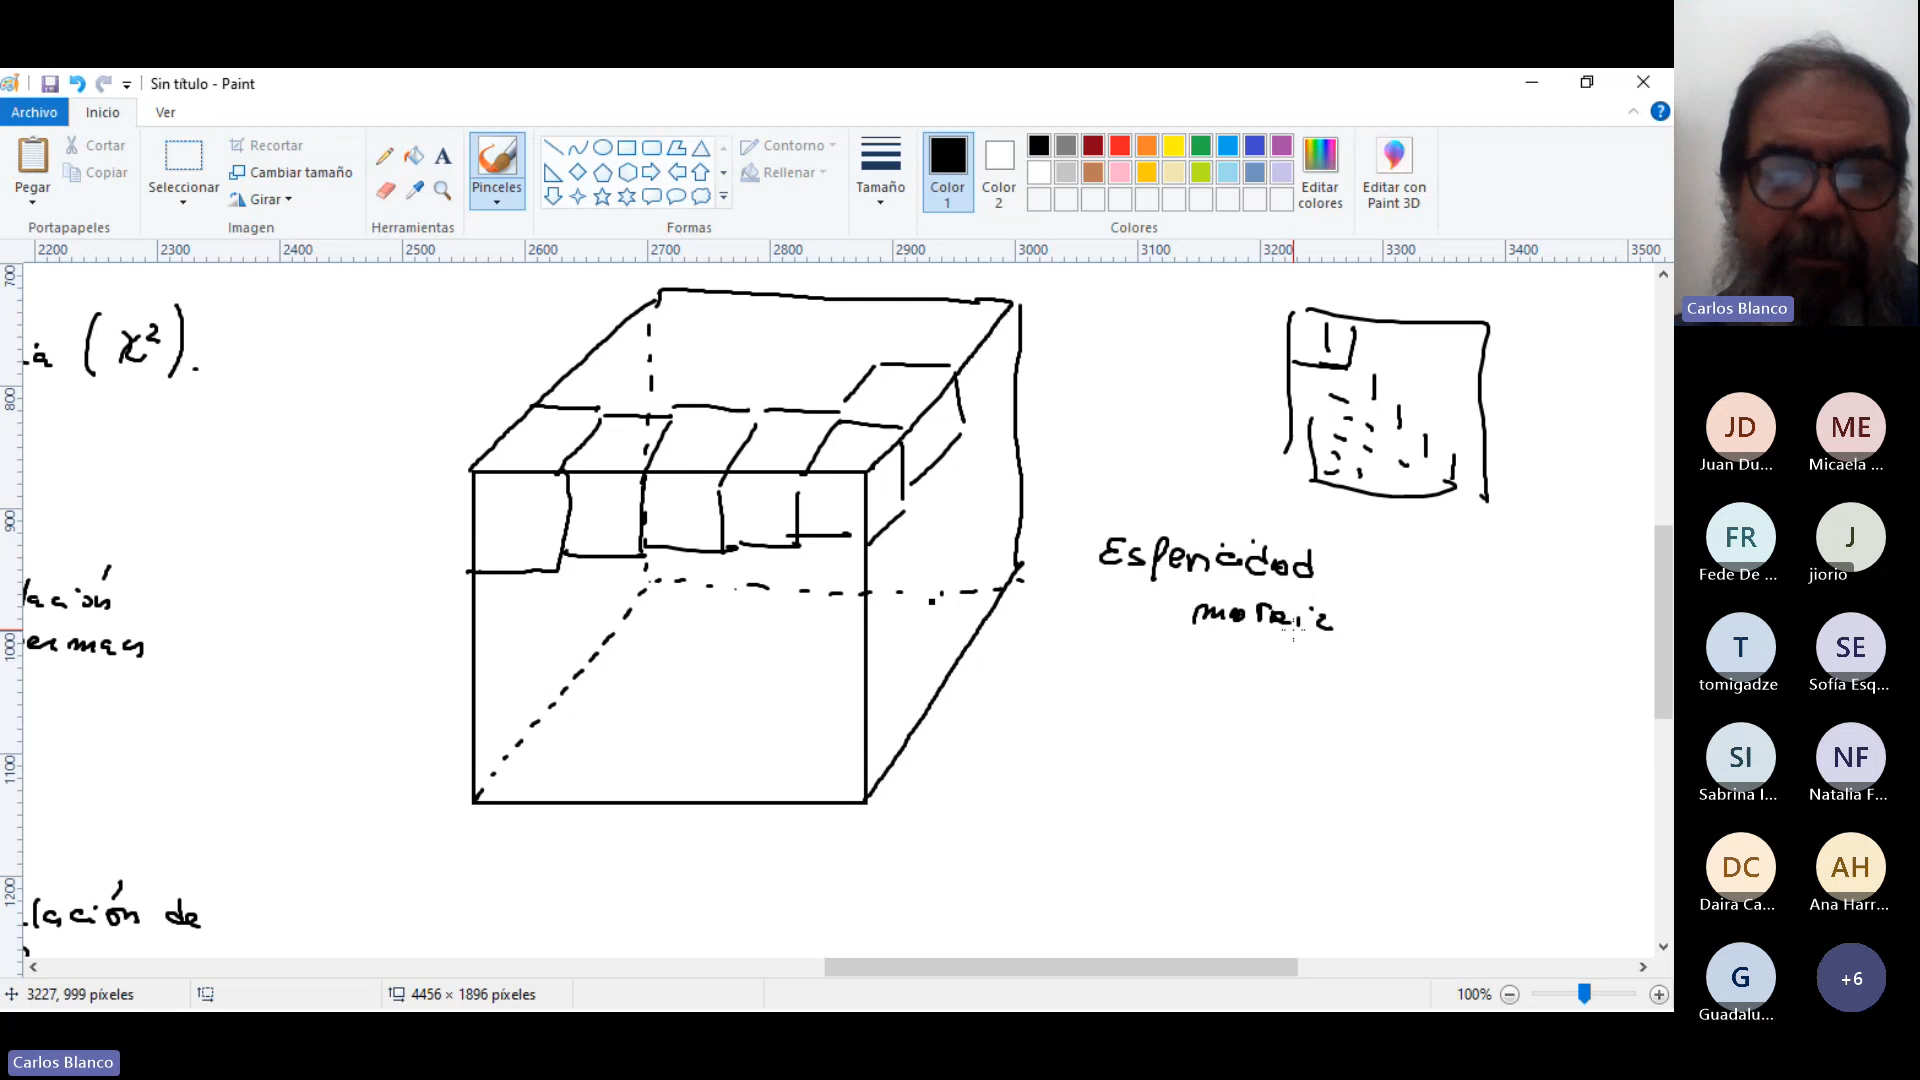 Sin título - Paint
Archivo
Inicio
Ver
Pegar
Cortar
Copiar
Portapapeles
Seleccionar
Recortar
Cambiar tamaño
Girar
Imagen
A
Herramientas
Pinceles
Formas
Contorno
Rellenar
Tamaño
Color 1
Color 2
Editar colores
Editar con Paint 3D
Colores
2200 2300 2400 2500 2600 2700 2800 2900 3000 3100 3200 3300 3400 3500
700
800
900
1000
1100
1200
a (x²).
lación
lación de
1
Esfericidad
matriz
3227, 999 píxeles
4456 × 1896 píxeles
100%
Carlos Blanco
JD
Juan Du...
ME
Micaela ...
FR
Fede De ...
J
jiorio
T
tomigadze
SE
Sofía Esq...
SI
Sabrina I...
NF
Natalia F...
DC
Daira Ca...
AH
Ana Harr...
G
Guadalu...
+6
Carlos Blanco